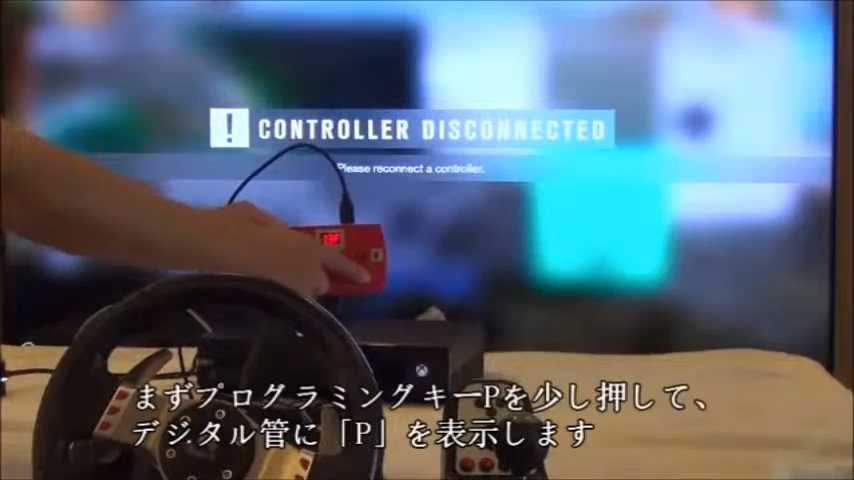 ! CONTROLLER DISCONNECTED
Please reconnect a controller.
まずプログラミングキーPを少し押して、
デジタル管に「P」を表示します